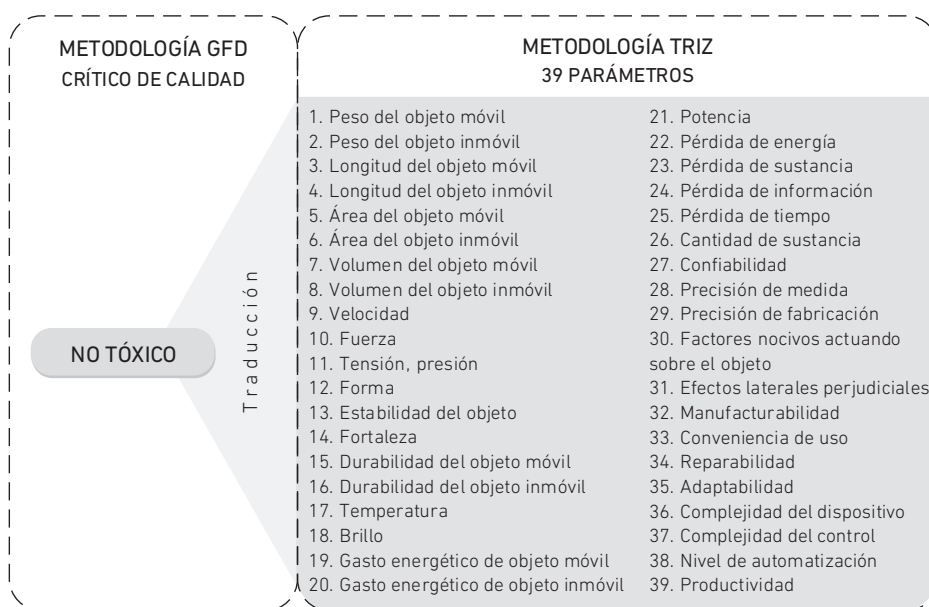 METODOLOGÍA GFD
CRÍTICO DE CALIDAD
NO TÓXICO
Traducción
METODOLOGÍA TRIZ
39 PARÁMETROS
1. Peso del objeto móvil
2. Peso del objeto inmóvil
3. Longitud del objeto móvil
4. Longitud del objeto inmóvil
5. Área del objeto móvil
6. Área del objeto inmóvil
7. Volumen del objeto móvil
8. Volumen del objeto inmóvil
9. Velocidad
10. Fuerza
11. Tensión, presión
12. Forma
13. Estabilidad del objeto
14. Fortaleza
15. Durabilidad del objeto móvil
16. Durabilidad del objeto inmóvil
17. Temperatura
18. Brillo
19. Gasto energético de objeto móvil
20. Gasto energético de objeto inmóvil
21. Potencia
22. Pérdida de energía
23. Pérdida de sustancia
24. Pérdida de información
25. Pérdida de tiempo
26. Cantidad de sustancia
27. Confiabilidad
28. Precisión de medida
29. Precisión de fabricación
30. Factores nocivos actuando
sobre el objeto
31. Efectos laterales perjudiciales
32. Manufacturabilidad
33. Conveniencia de uso
34. Reparabilidad
35. Adaptabilidad
36. Complejidad del dispositivo
37. Complejidad del control
38. Nivel de automatización
39. Productividad